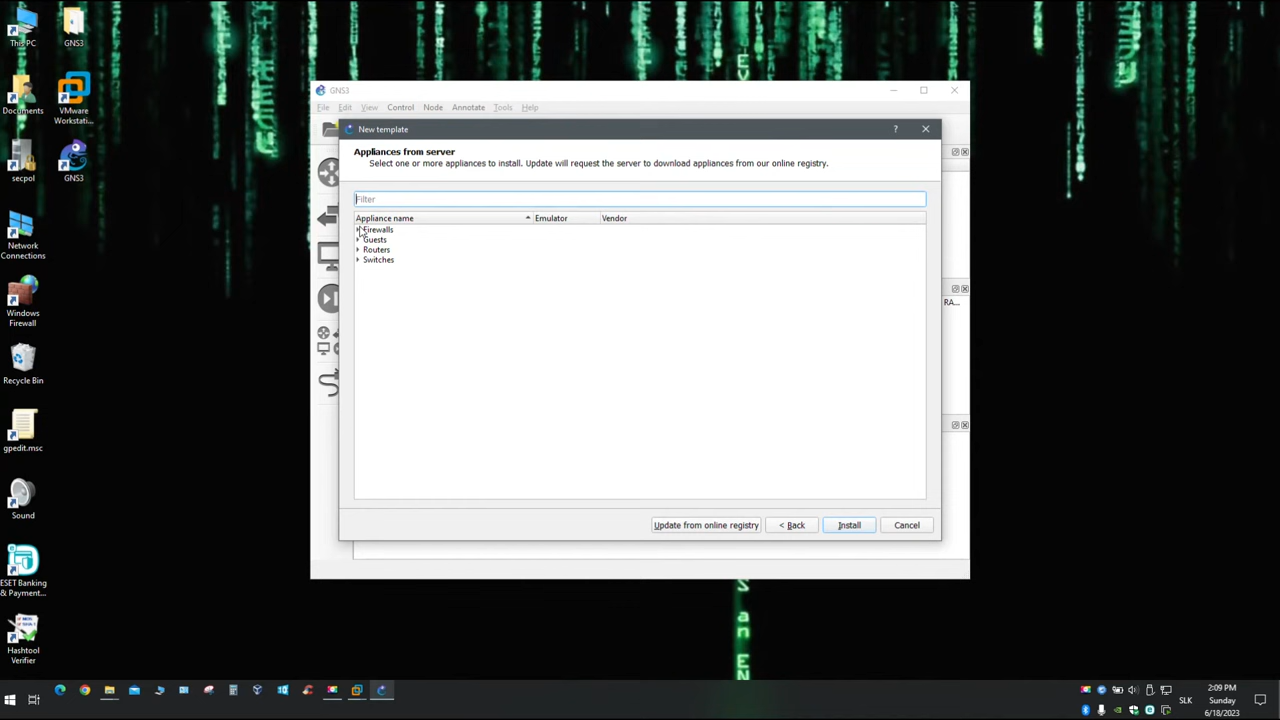 This PC
GNS3
Documents
VMware
Workstati...
secpol
GNS3
Network
Connections
Windows
Firewall
Recycle Bin
gpedit.msc
Sound
ESET Banking
& Payment...
Hashtool
Verifier
GNS3
File Edit View Control Node Annotate Tools Help
New template
Appliances from server
Select one or more appliances to install. Update will request the server to download appliances from our online registry.
Filter
Appliance name Emulator Vendor
Firewalls
Guests
Routers
Switches
RA...
Update from online registry < Back Install Cancel
s an EN
SLK
2:09 PM
Sunday
6/18/2023